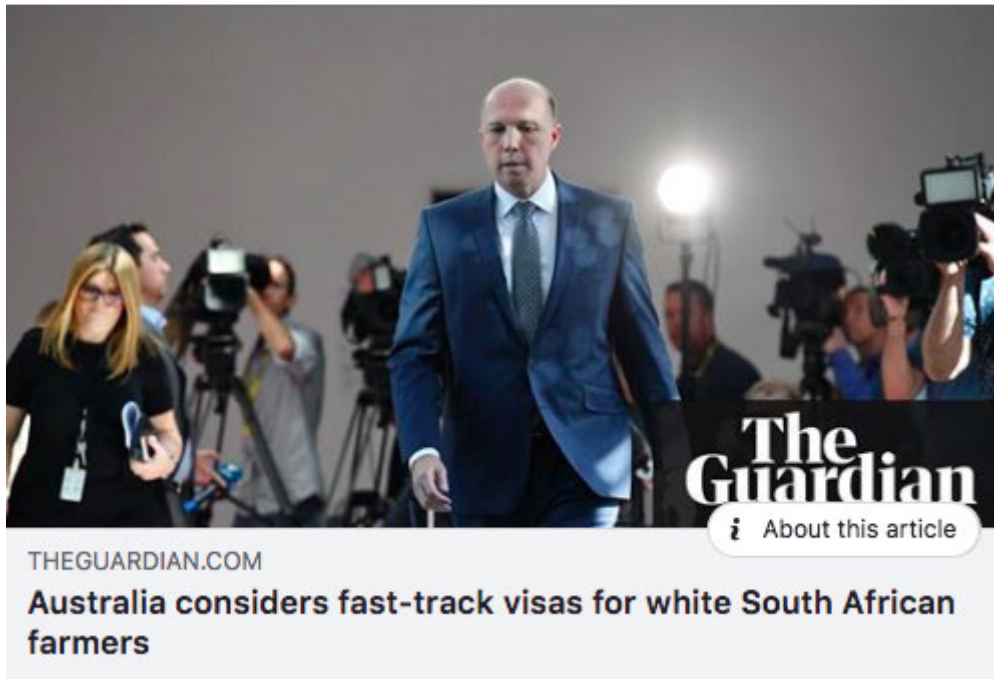 The
Guardian
i About this article
THEGUARDIAN.COM
Australia considers fast-track visas for white South African
farmers